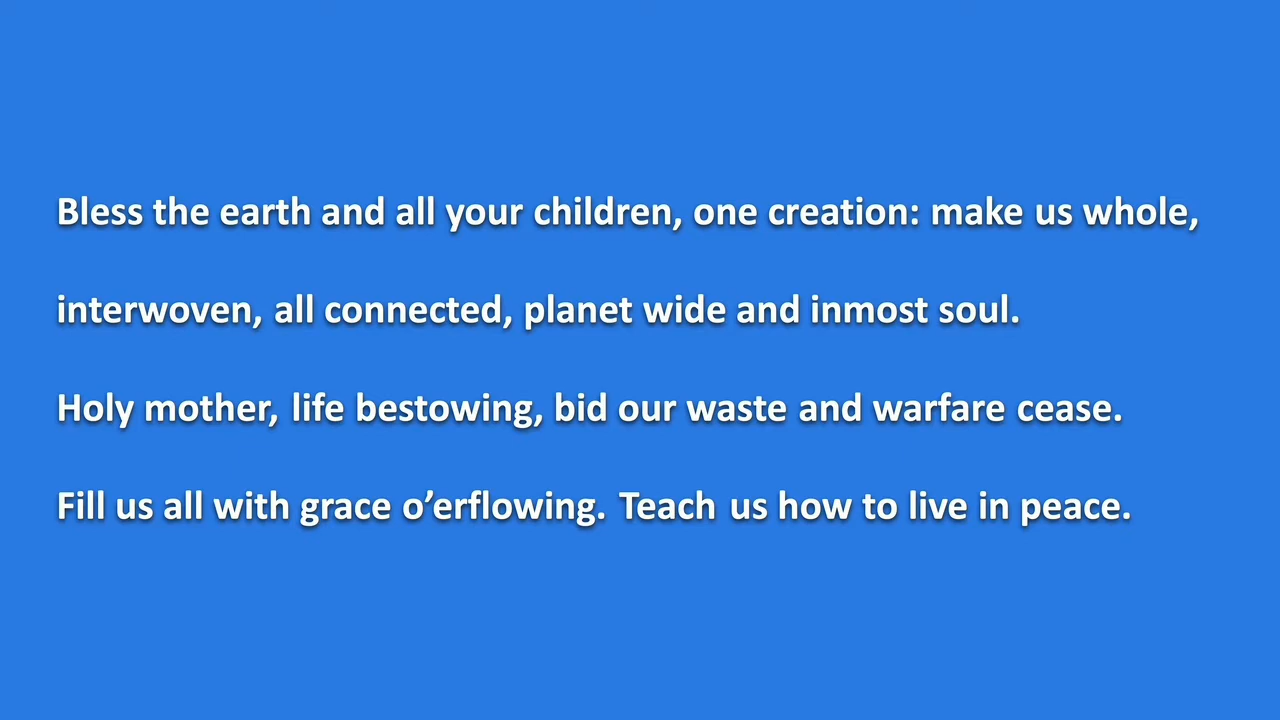 Bless the earth and all your children, one creation: make us whole,
interwoven, all connected, planet wide and inmost soul.
Holy mother, life bestowing, bid our waste and warfare cease.
Fill us all with grace o’erflowing. Teach us how to live in peace.